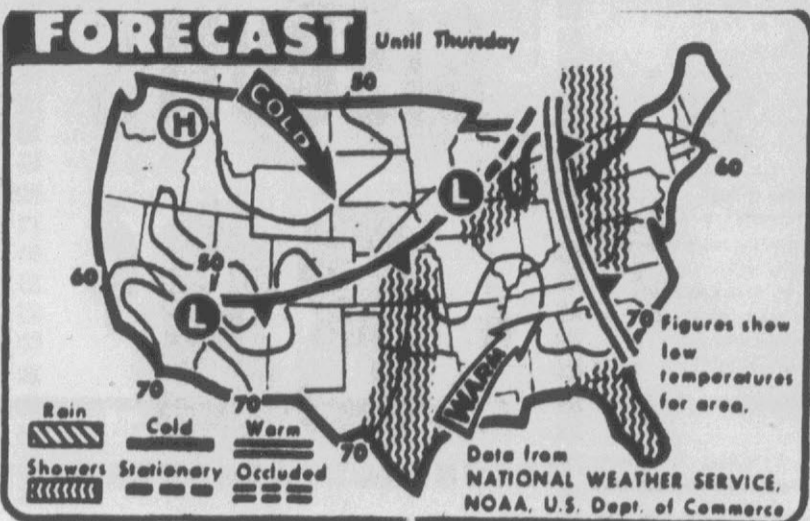 FORECAST Until Thursday
50
COLD
H
60
L
50
60
L
70
70
70
70
WARM
Figures show
low
temperatures
for area.
Rain
Cold
Warm
Showers
Stationary
Occluded
Data from
NATIONAL WEATHER SERVICE,
NOAA, U.S. Dept. of Commerce